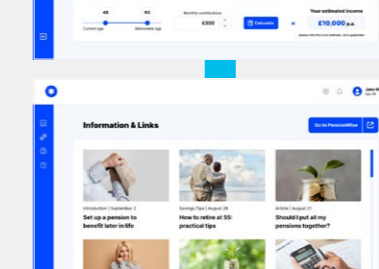 Your estimated income
Monthly contributions
£300
Calculate
=
£10,000 p.a.
Current age
Retirement age
Information & Links
Go to PensionWise
Introduction | September 2
Savings Tips | August 28
Article | August 21
Set up a pension to
benefit later in life
How to retire at 55:
practical tips
Should I put all my
pensions together?